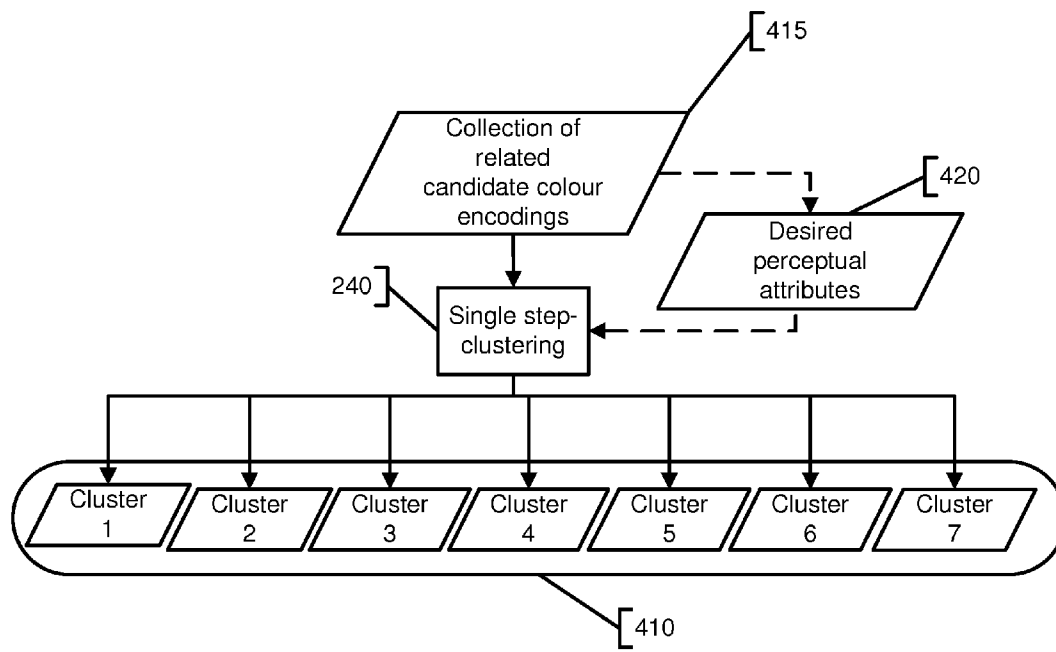 415
Collection of
related
candidate colour
encodings
420
Desired
perceptual
attributes
240
Single step-
clustering
Cluster
1
Cluster
2
Cluster
3
Cluster
4
Cluster
5
Cluster
6
Cluster
7
410